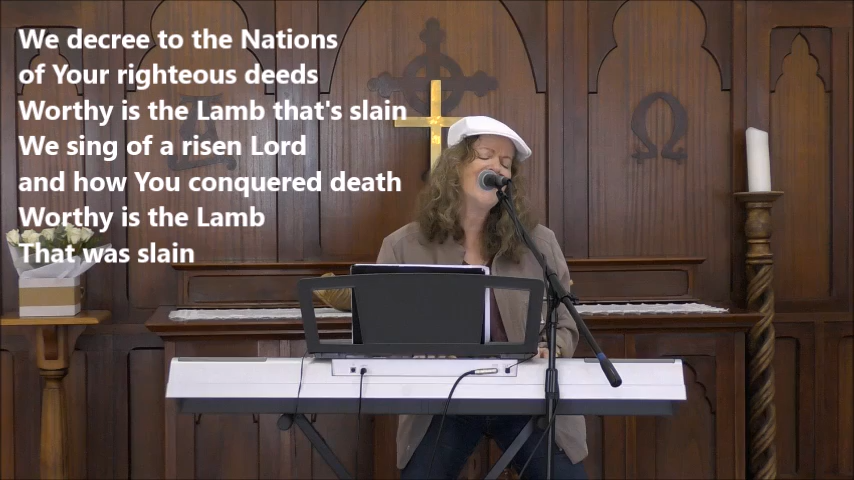 We decree to the Nations
of Your righteous deeds
Worthy is the Lamb that's slain
We sing of a risen Lord
and how You conquered death
Worthy is the Lamb
That was slain
Ω